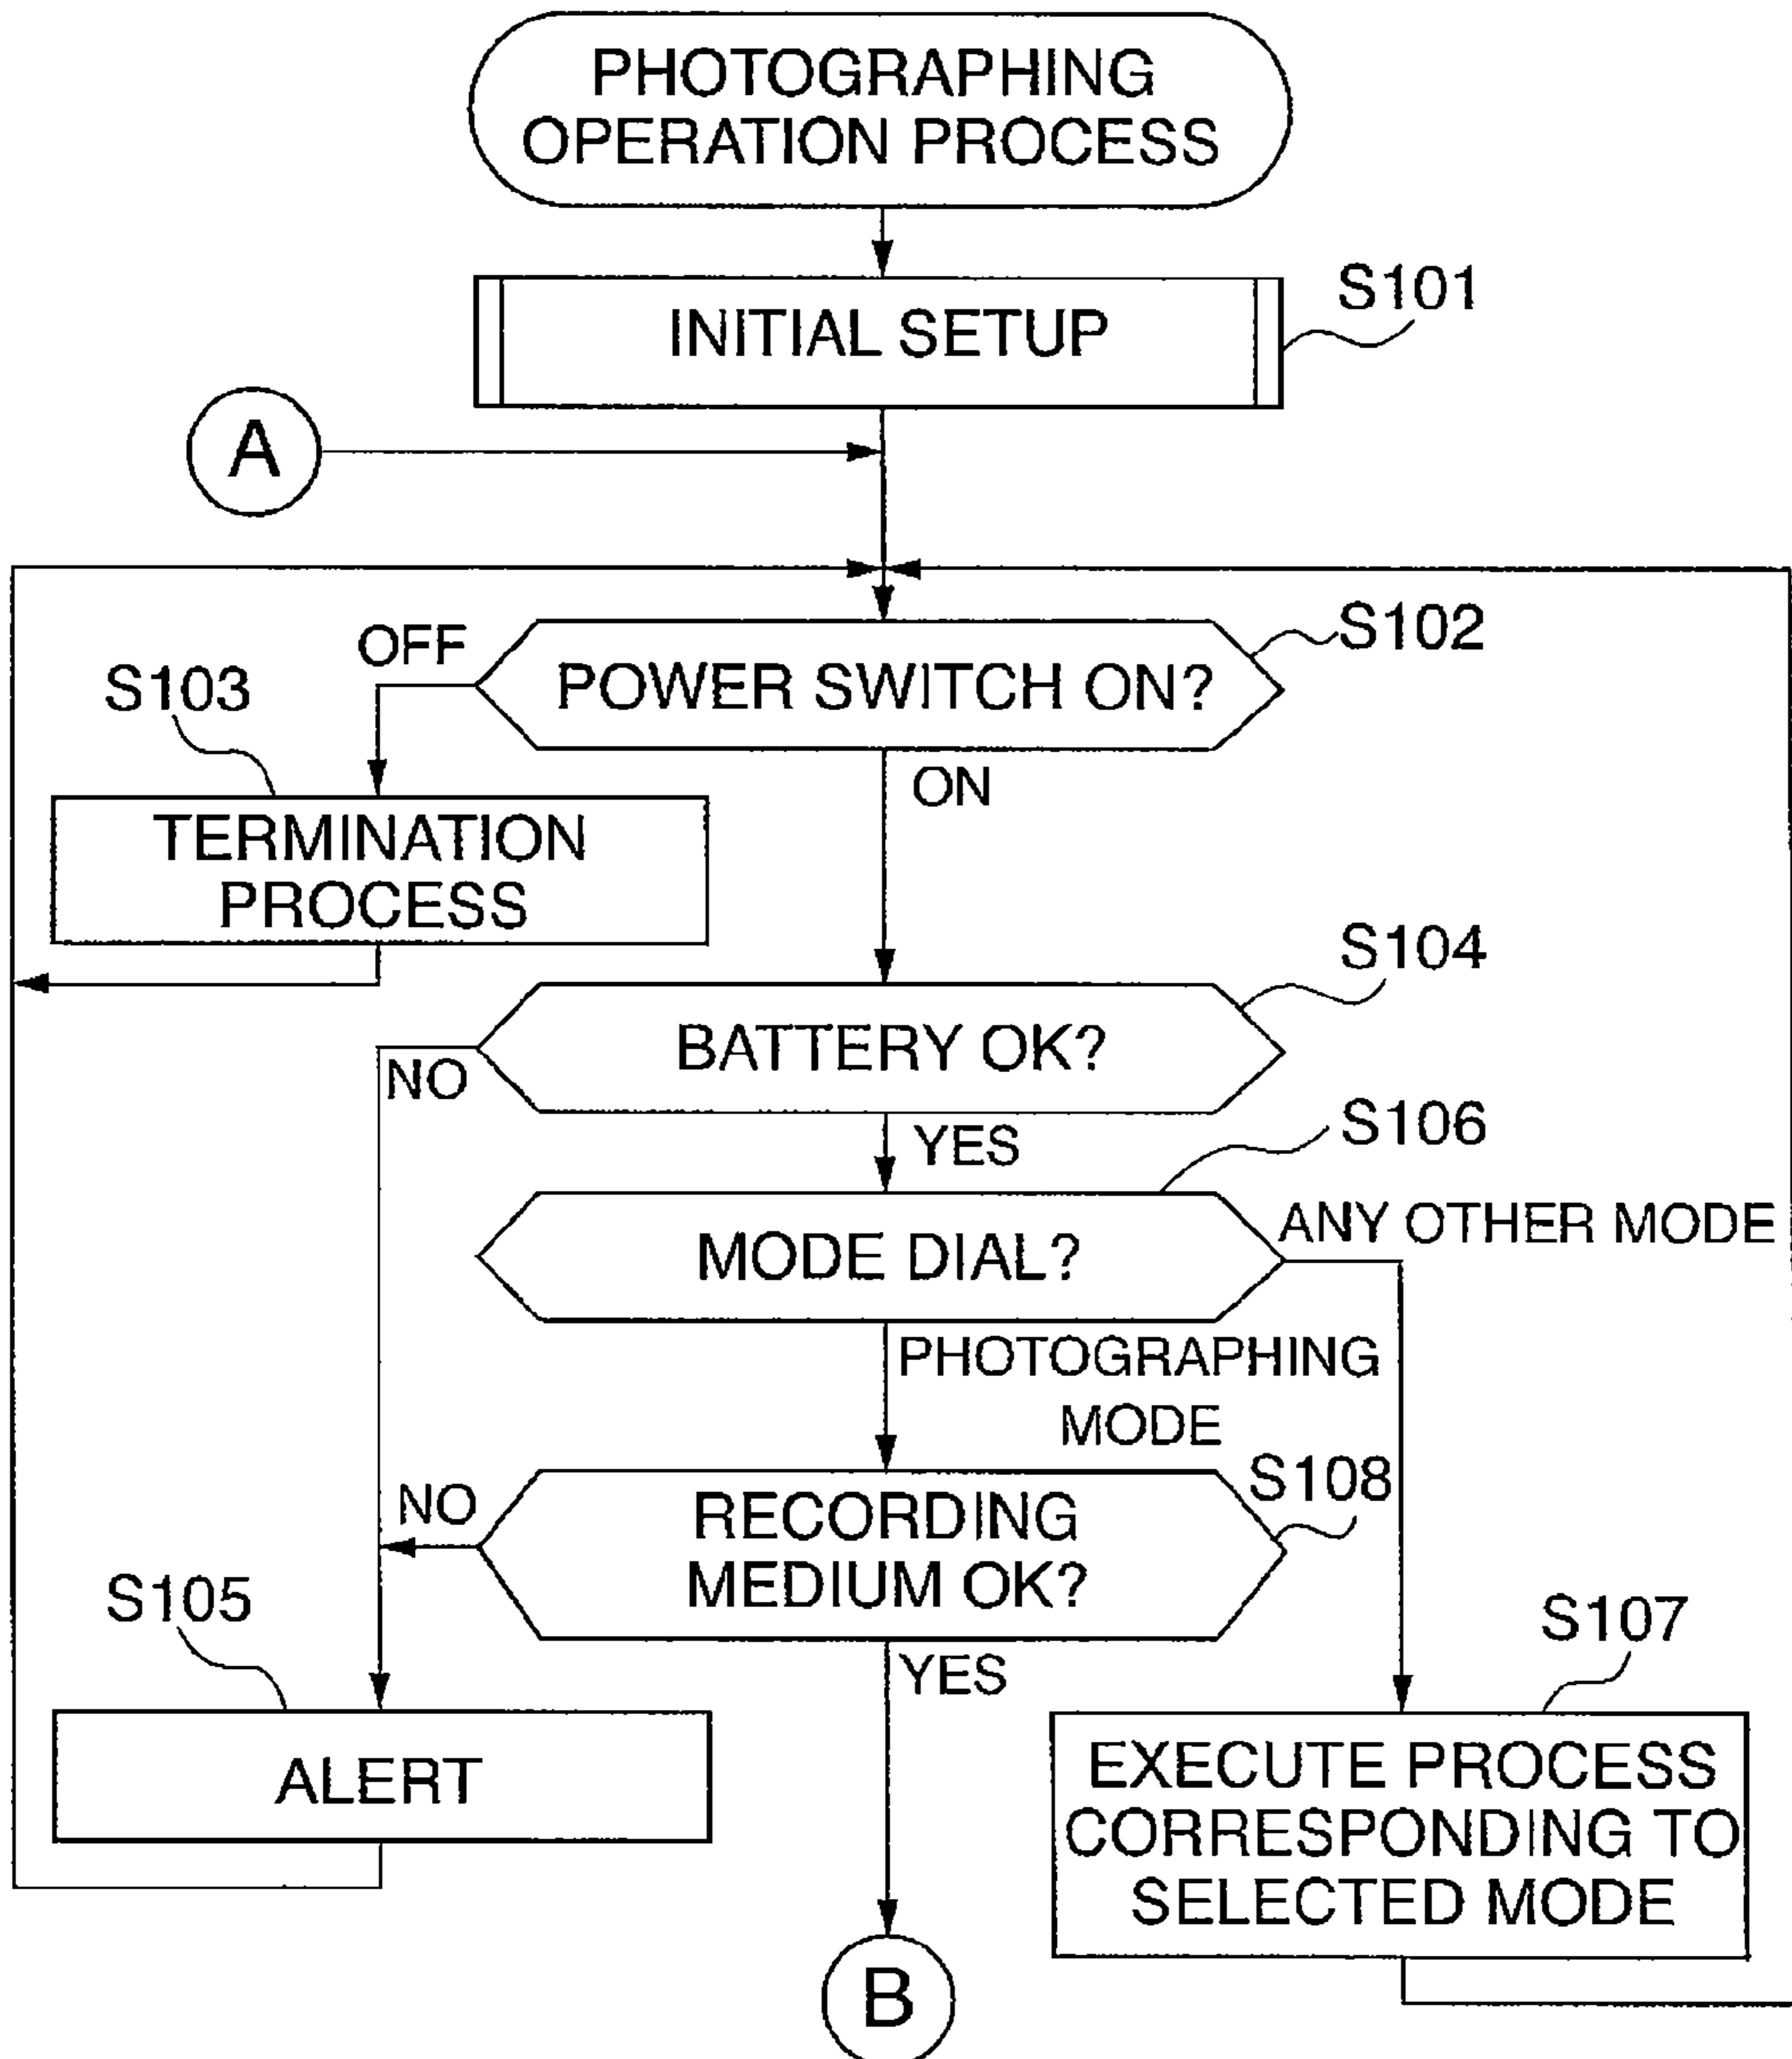 PHOTOGRAPHING
OPERATION PROCESS
S101
INITIAL SETUP
A
S102
OFF
POWER SWITCH ON?
S103
ON
TERMINATION
PROCESS
S104
BATTERY OK?
NO
YES
S106
ANY OTHER MODE
MODE DIAL?
PHOTOGRAPHING
MODE
S108
NO
RECORDING
MEDIUM OK?
S105
S107
YES
ALERT
EXECUTE PROCESS
CORRESPONDING TO
SELECTED MODE
B